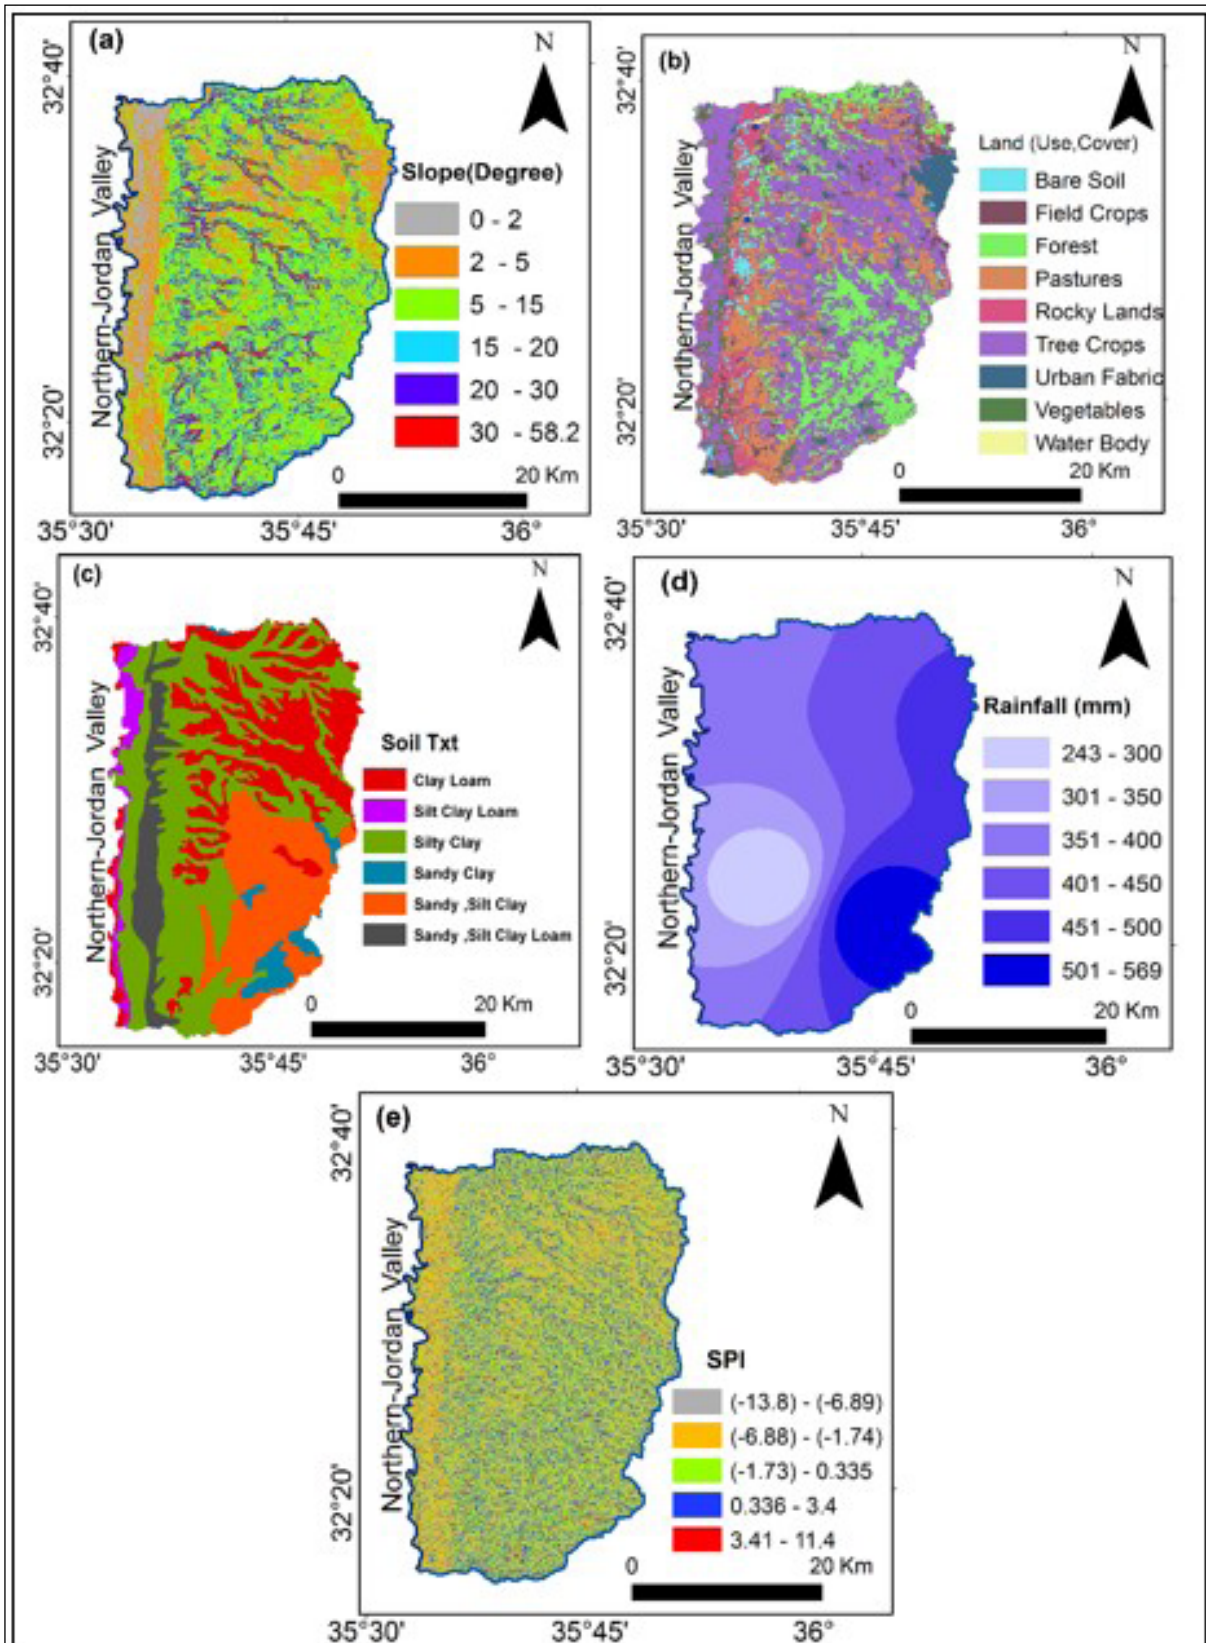 (a)
N
32°40'
Northern-Jordan Valley
Slope(Degree)
0 - 2
2 - 5
5 - 15
15 - 20
20 - 30
30 - 58.2
32°20'
0 20 Km
35°30' 35°45' 36°
(b)
N
32°40'
Northern-Jordan Valley
Land (Use,Cover)
Bare Soil
Field Crops
Forest
Pastures
Rocky Lands
Tree Crops
Urban Fabric
Vegetables
Water Body
32°20'
0 20 Km
35°30' 35°45' 36°
(c)
N
32°40'
Northern-Jordan Valley
Soil Txt
Clay Loam
Silt Clay Loam
Silty Clay
Sandy Clay
Sandy ,Silt Clay
Sandy ,Silt Clay Loam
32°20'
0 20 Km
35°30' 35°45' 36°
(d)
N
32°40'
Northern-Jordan Valley
Rainfall (mm)
243 - 300
301 - 350
351 - 400
401 - 450
451 - 500
501 - 569
32°20'
0 20 Km
35°30' 35°45' 36°
(e)
N
32°40'
Northern-Jordan Valley
SPI
(-13.8) - (-6.89)
(-6.88) - (-1.74)
(-1.73) - 0.335
0.336 - 3.4
3.41 - 11.4
32°20'
0 20 Km
35°30' 35°45' 36°